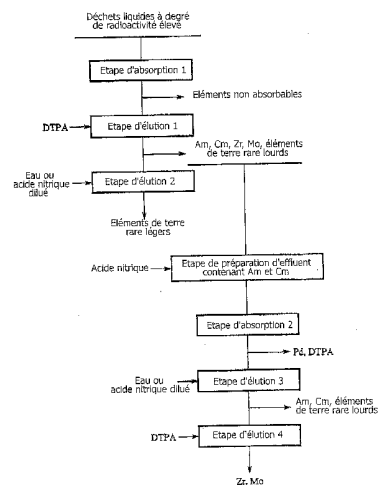 Déchets liquides à degré
de radioactivité élevé
Etape d'absorption 1
Eléments non absorbables
DTPA
Etape d'élution 1
Am, Cm, Zr, Mo, éléments
de terre rare lourds
Eau ou
acide nitrique
dilué
Etape d'élution 2
Eléments de terre
rare légers
Acide nitrique
Etape de préparation d'effluent
contenant Am et Cm
Etape d'absorption 2
Pd, DTPA
Eau ou
acide nitrique dilué
Etape d'élution 3
Am, Cm, éléments
de terre rare lourds
DTPA
Etape d'élution 4
Zr, Mo